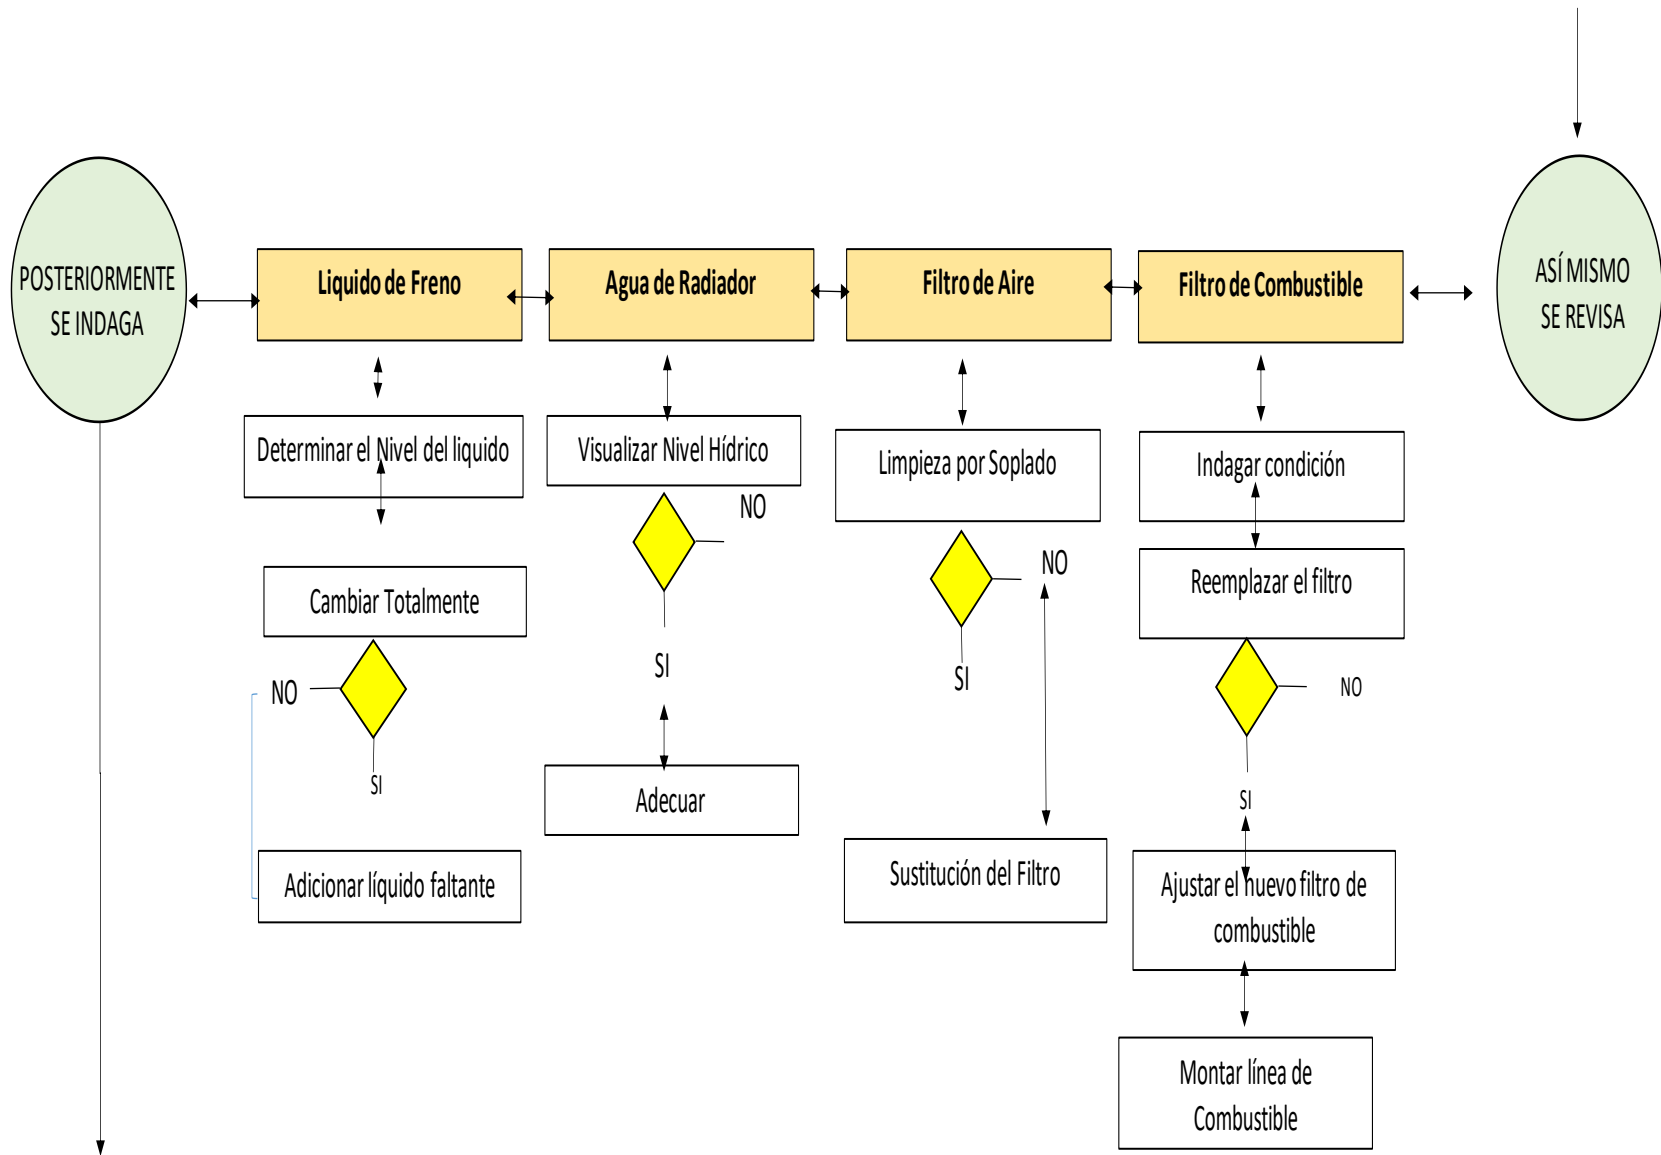 POSTERIORMENTE
SE INDAGA
Liquido de Freno
Agua de Radiador
Filtro de Aire
Filtro de Combustible
ASÍ MISMO
SE REVISA
Determinar el Nivel del liquido
Cambiar Totalmente
NO
SI
Adicionar líquido faltante
Visualizar Nivel Hídrico
NO
SI
Adecuar
Limpieza por Soplado
NO
SI
Sustitución del Filtro
Indagar condición
Reemplazar el filtro
NO
SI
Ajustar el nuevo filtro de
combustible
Montar línea de
Combustible